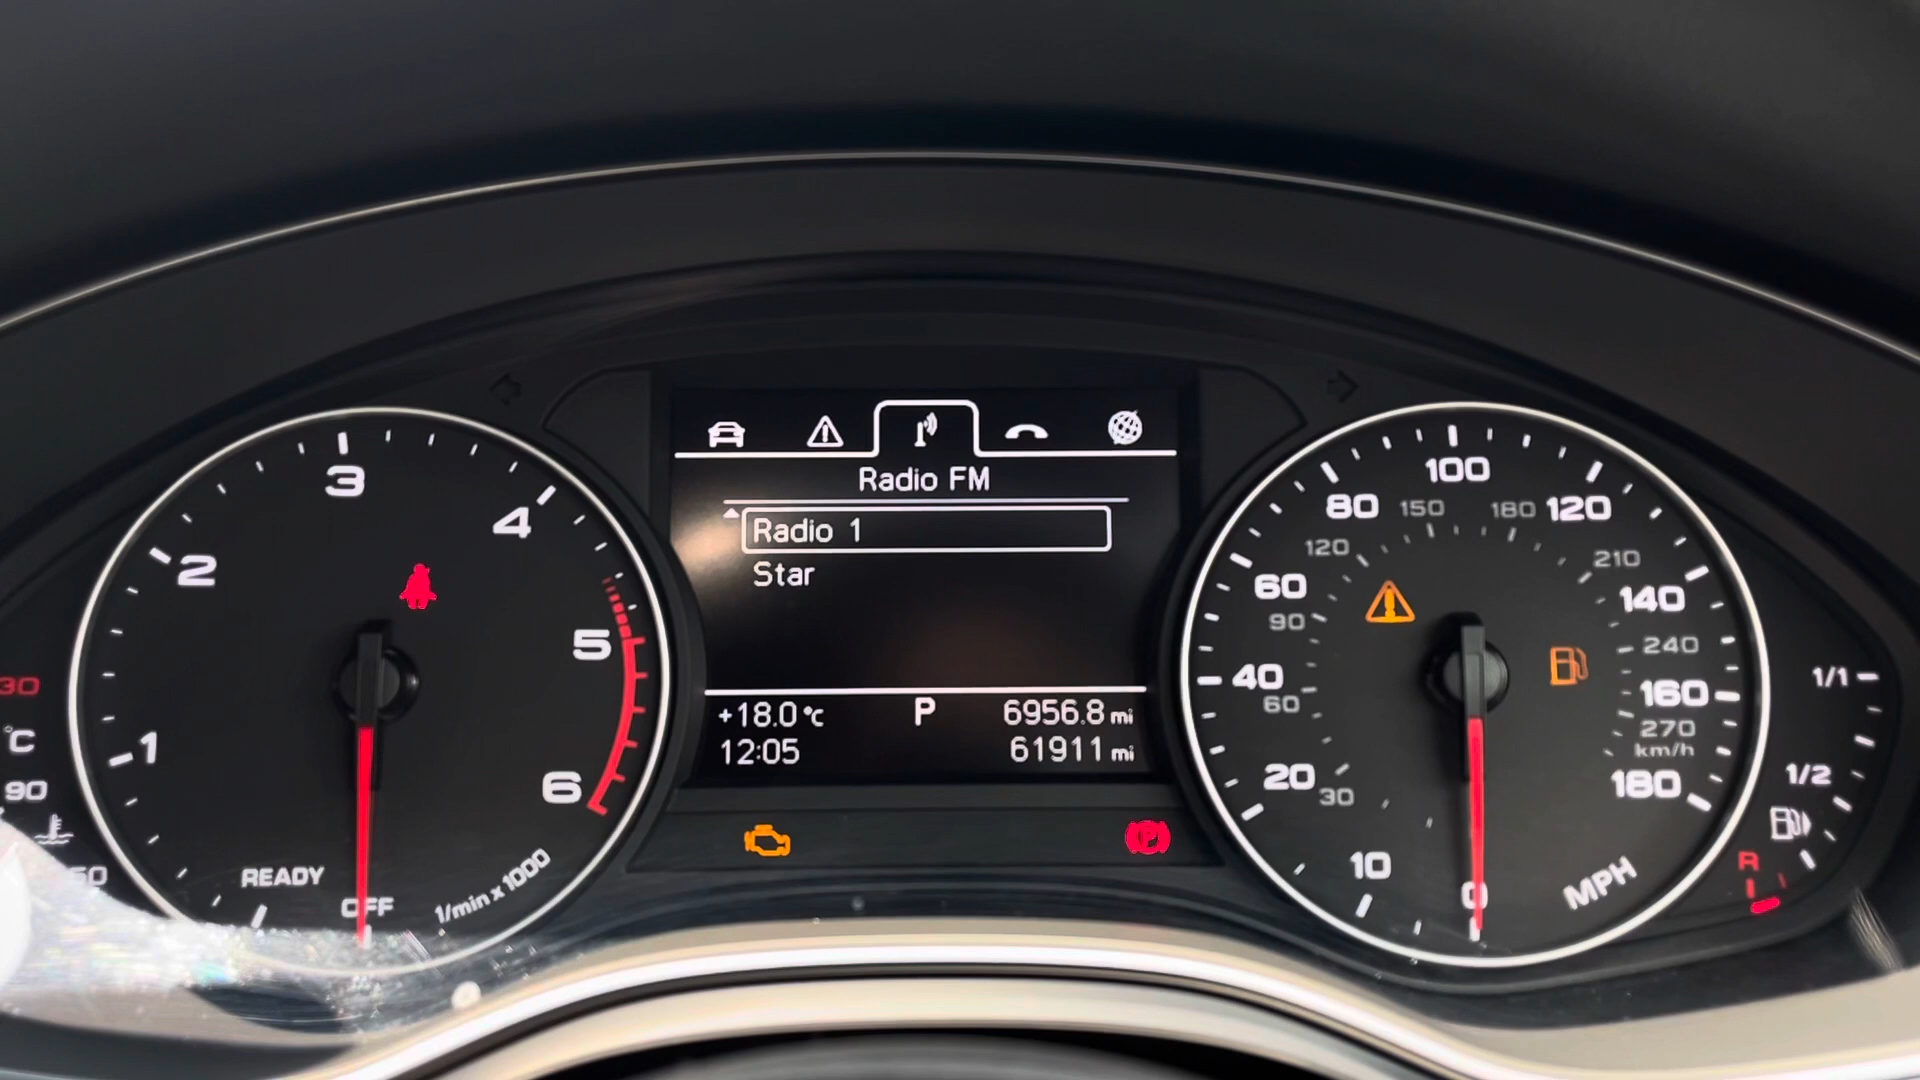 Radio FM
Radio 1
Star
+18.0°C P 6956.8 mi
12:05 61911 mi
1
2
3
4
5
6
READY
OFF
1/min x 1000
°C
90
0
10
20
40
60
80
100
120
140
160
180
MPH
30
60
90
120
150
180
210
240
270
km/h
1/1
1/2
R
P